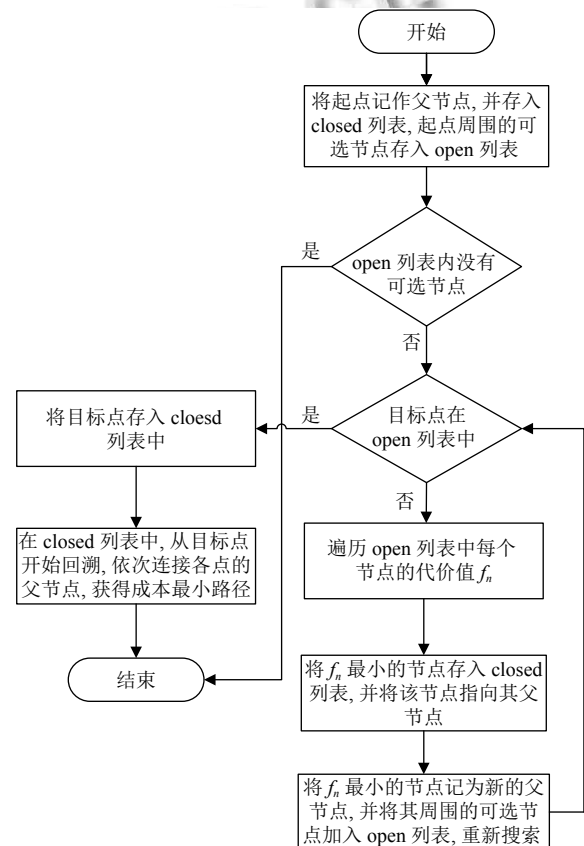 开始
将起点记作父节点, 并存入
closed 列表, 起点周围的可
选节点存入 open 列表
是
open 列表内没有
可选节点
否
将目标点存入 cloesd
列表中
是
目标点在
open 列表中
否
在 closed 列表中, 从目标点
开始回溯, 依次连接各点的
父节点, 获得成本最小路径
遍历 open 列表中每个
节点的代价值 fn
结束
将 fn 最小的节点存入 closed
列表, 并将该节点指向其父
节点
将 fn 最小的节点记为新的父
节点, 并将其周围的可选节
点加入 open 列表, 重新搜索